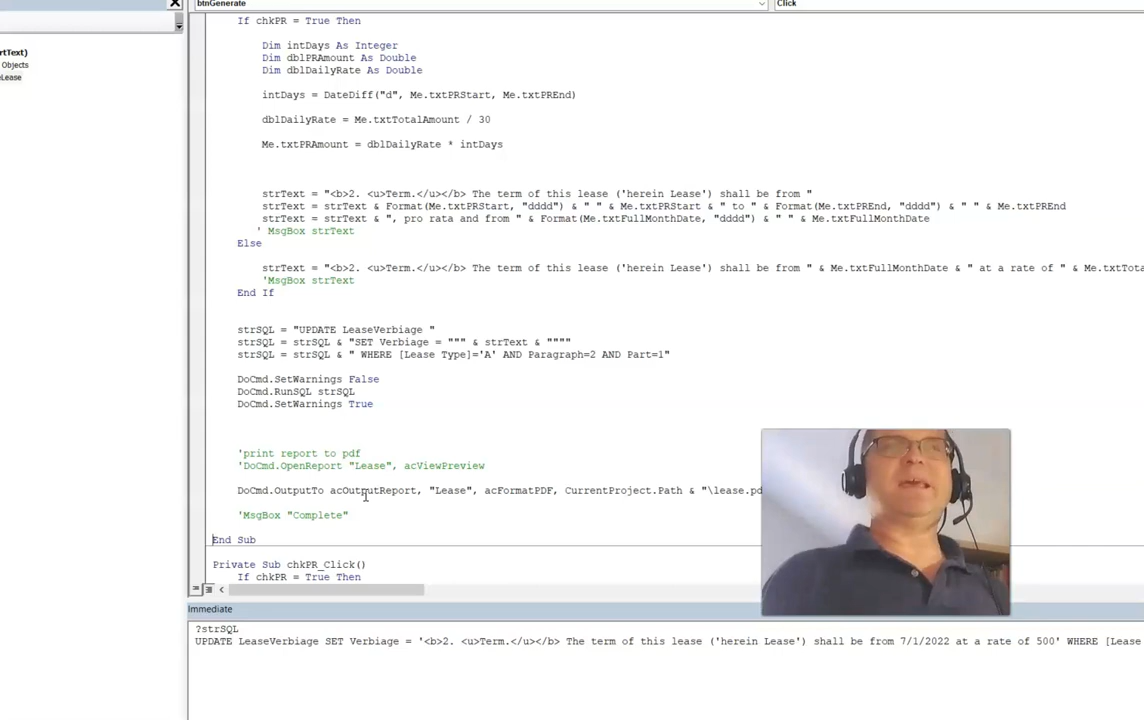 btnGenerate
Click
rtText)
Objects
eLease
If chkPR = True Then
Dim intDays As Integer
Dim dblPRAmount As Double
Dim dblDailyRate As Double
intDays = DateDiff("d", Me.txtPRStart, Me.txtPREnd)
dblDailyRate = Me.txtTotalAmount / 30
Me.txtPRAmount = dblDailyRate * intDays
strText = "<b>2. <u>Term.</u></b> The term of this lease ('herein Lease') shall be from "
strText = strText & Format(Me.txtPRStart, "dddd") & " " & Me.txtPRStart & " to " & Format(Me.txtPREnd, "dddd") & " " & Me.txtPREnd
strText = strText & ", pro rata and from " & Format(Me.txtFullMonthDate, "dddd") & " " & Me.txtFullMonthDate
' MsgBox strText
Else
strText = "<b>2. <u>Term.</u></b> The term of this lease ('herein Lease') shall be from " & Me.txtFullMonthDate & " at a rate of " & Me.txtTota
'MsgBox strText
End If
strSQL = "UPDATE LeaseVerbiage "
strSQL = strSQL & "SET Verbiage = """ & strText & """"
strSQL = strSQL & " WHERE [Lease Type]='A' AND Paragraph=2 AND Part=1"
DoCmd.SetWarnings False
DoCmd.RunSQL strSQL
DoCmd.SetWarnings True
'print report to pdf
'DoCmd.OpenReport "Lease", acViewPreview
DoCmd.OutputTo acOutputReport, "Lease", acFormatPDF, CurrentProject.Path & "\lease.pd
'MsgBox "Complete"
End Sub
Private Sub chkPR_Click()
If chkPR = True Then
Immediate
?strSQL
UPDATE LeaseVerbiage SET Verbiage = '<b>2. <u>Term.</u></b> The term of this lease ('herein Lease') shall be from 7/1/2022 at a rate of 500' WHERE [Lease